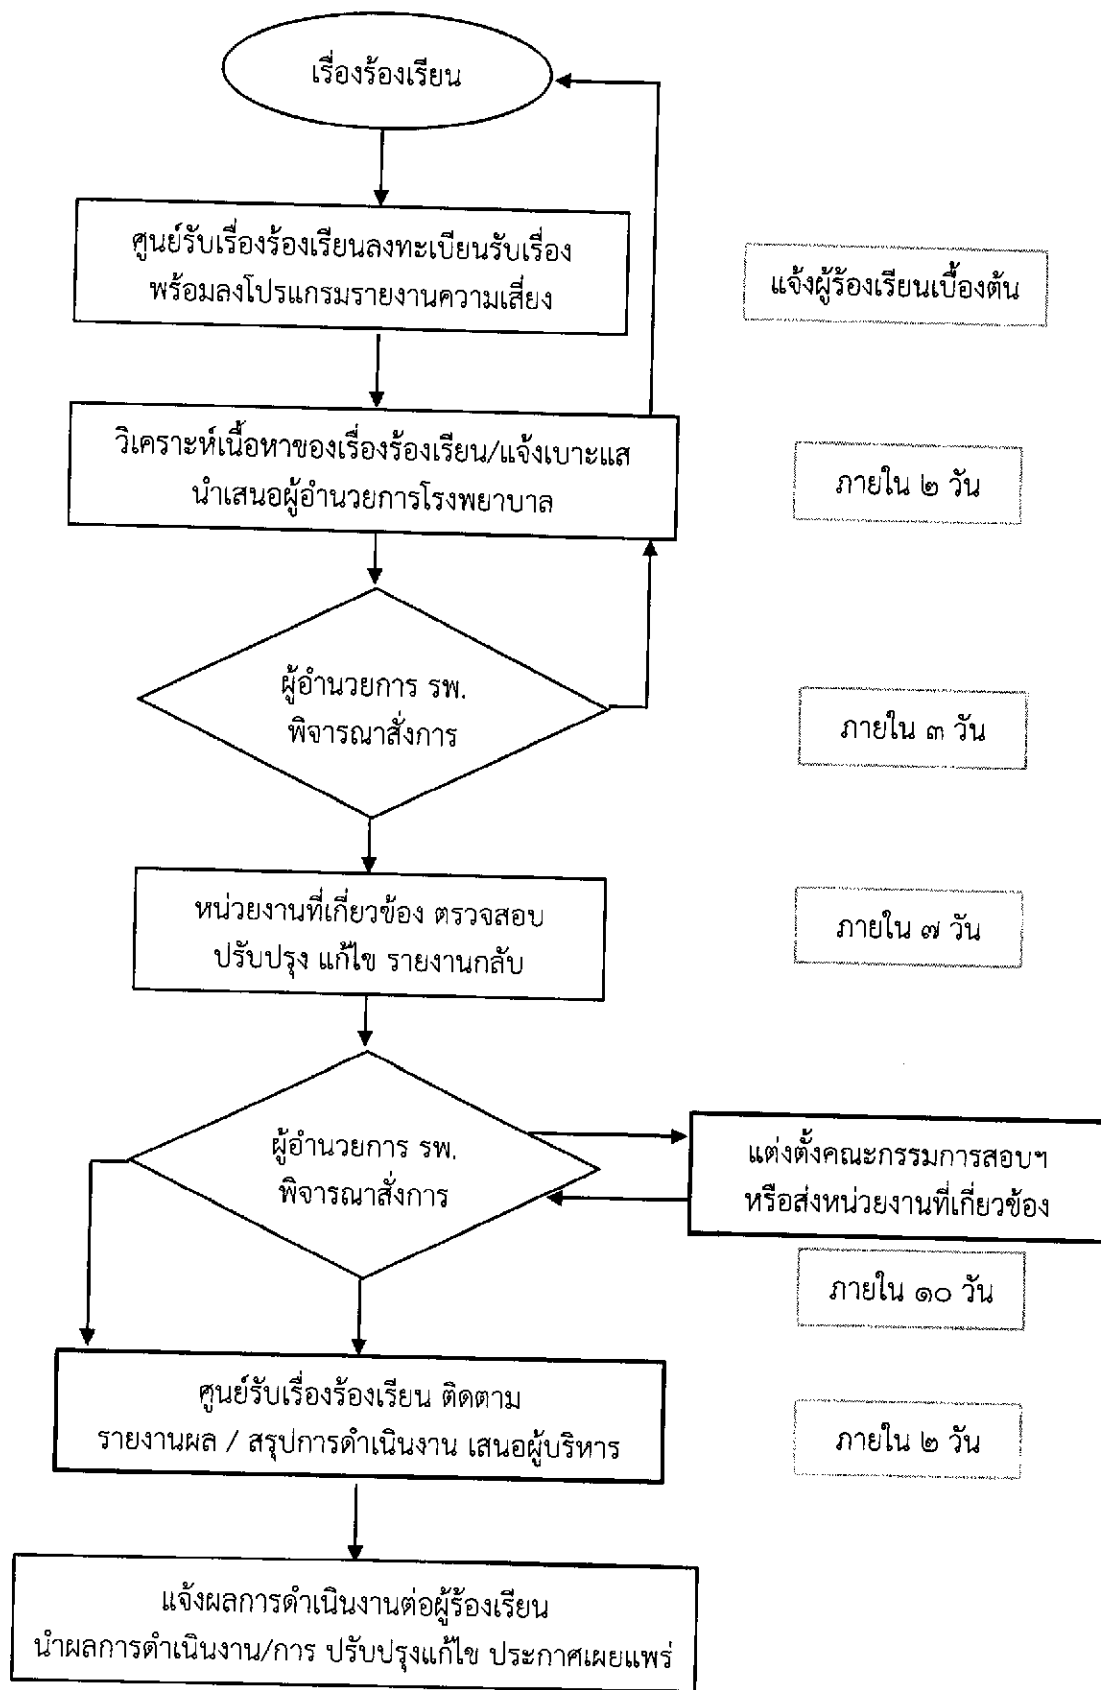 เรื่องร้องเรียน
ศูนย์รับเรื่องร้องเรียนลงทะเบียนรับเรื่อง
พร้อมลงโปรแกรมรายงานความเสี่ยง
แจ้งผู้ร้องเรียนเบื้องต้น
วิเคราะห์เนื้อหาของเรื่องร้องเรียน/แจ้งเบาะแส
นำเสนอผู้อำนวยการโรงพยาบาล
ภายใน ๒ วัน
ผู้อำนวยการ รพ.
พิจารณาสั่งการ
ภายใน ๓ วัน
หน่วยงานที่เกี่ยวข้อง ตรวจสอบ
ปรับปรุง แก้ไข รายงานกลับ
ภายใน ๗ วัน
ผู้อำนวยการ รพ.
พิจารณาสั่งการ
แต่งตั้งคณะกรรมการสอบฯ
หรือส่งหน่วยงานที่เกี่ยวข้อง
ภายใน ๑๐ วัน
ศูนย์รับเรื่องร้องเรียน ติดตาม
รายงานผล / สรุปการดำเนินงาน เสนอผู้บริหาร
ภายใน ๒ วัน
แจ้งผลการดำเนินงานต่อผู้ร้องเรียน
นำผลการดำเนินงาน/การ ปรับปรุงแก้ไข ประกาศเผยแพร่